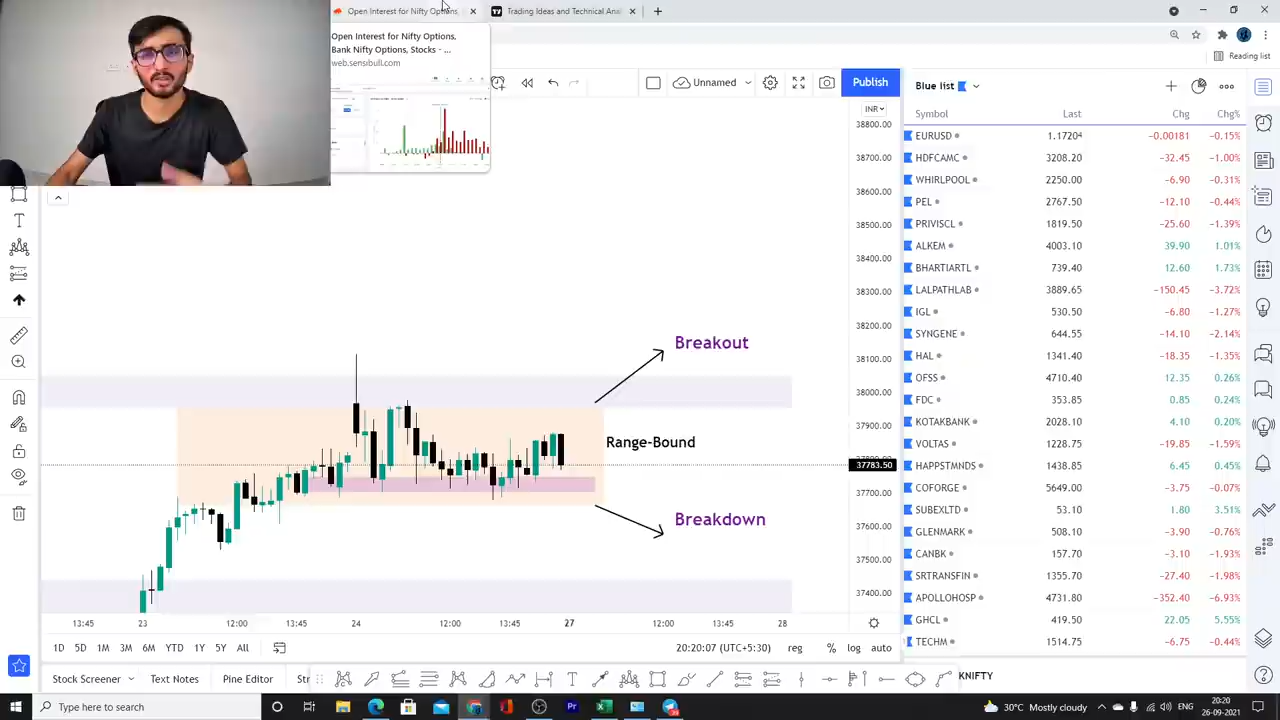 Open Interest for Nifty Options,
Trading Ideas and Technical Anal
Open Interest for Nifty Options,
Bank Nifty Options, Stocks - ...
web.sensibull.com
Reading list
Unnamed
Publish
Blue list
INR
Symbol Last Chg Chg%
EURUSD 1.17204 −0.00181 −0.15%
HDFCAMC 3208.20 −32.45 −1.00%
WHIRLPOOL 2250.00 −6.90 −0.31%
PEL 2767.50 −12.10 −0.44%
PRIVISCL 1819.50 −25.60 −1.39%
ALKEM 4003.10 39.90 1.01%
BHARTIARTL 739.40 12.60 1.73%
LALPATHLAB 3889.65 −150.45 −3.72%
IGL 530.50 −6.80 −1.27%
SYNGENE 644.55 −14.10 −2.14%
HAL 1341.40 −18.35 −1.35%
OFSS 4710.40 12.35 0.26%
FDC 353.85 0.85 0.24%
KOTAKBANK 2028.10 4.10 0.20%
VOLTAS 1228.75 −19.85 −1.59%
HAPPSTMNDS 1438.85 6.45 0.45%
COFORGE 5649.00 −3.75 −0.07%
SUBEXLTD 53.10 1.80 3.51%
GLENMARK 508.10 −3.90 −0.76%
CANBK 157.70 −3.10 −1.93%
SRTRANSFIN 1355.70 −27.40 −1.98%
APOLLOHOSP 4731.80 −352.40 −6.93%
GHCL 419.50 22.05 5.55%
TECHM 1514.75 −6.75 −0.44%
KNIFTY
38800.00
38700.00
38600.00
38500.00
38400.00
38300.00
38200.00
38100.00
38000.00
37900.00
37783.50
37700.00
37600.00
37500.00
37400.00
Breakout
Range-Bound
Breakdown
13:45 23 12:00 13:45 24 12:00 13:45 27 12:00 13:45 28
1D 5D 1M 3M 6M YTD 1Y 5Y All
20:20:07 (UTC+5:30) reg % log auto
Stock Screener Text Notes Pine Editor Str
Type here to search
30°C Mostly cloudy
ENG
20:20
26-09-2021